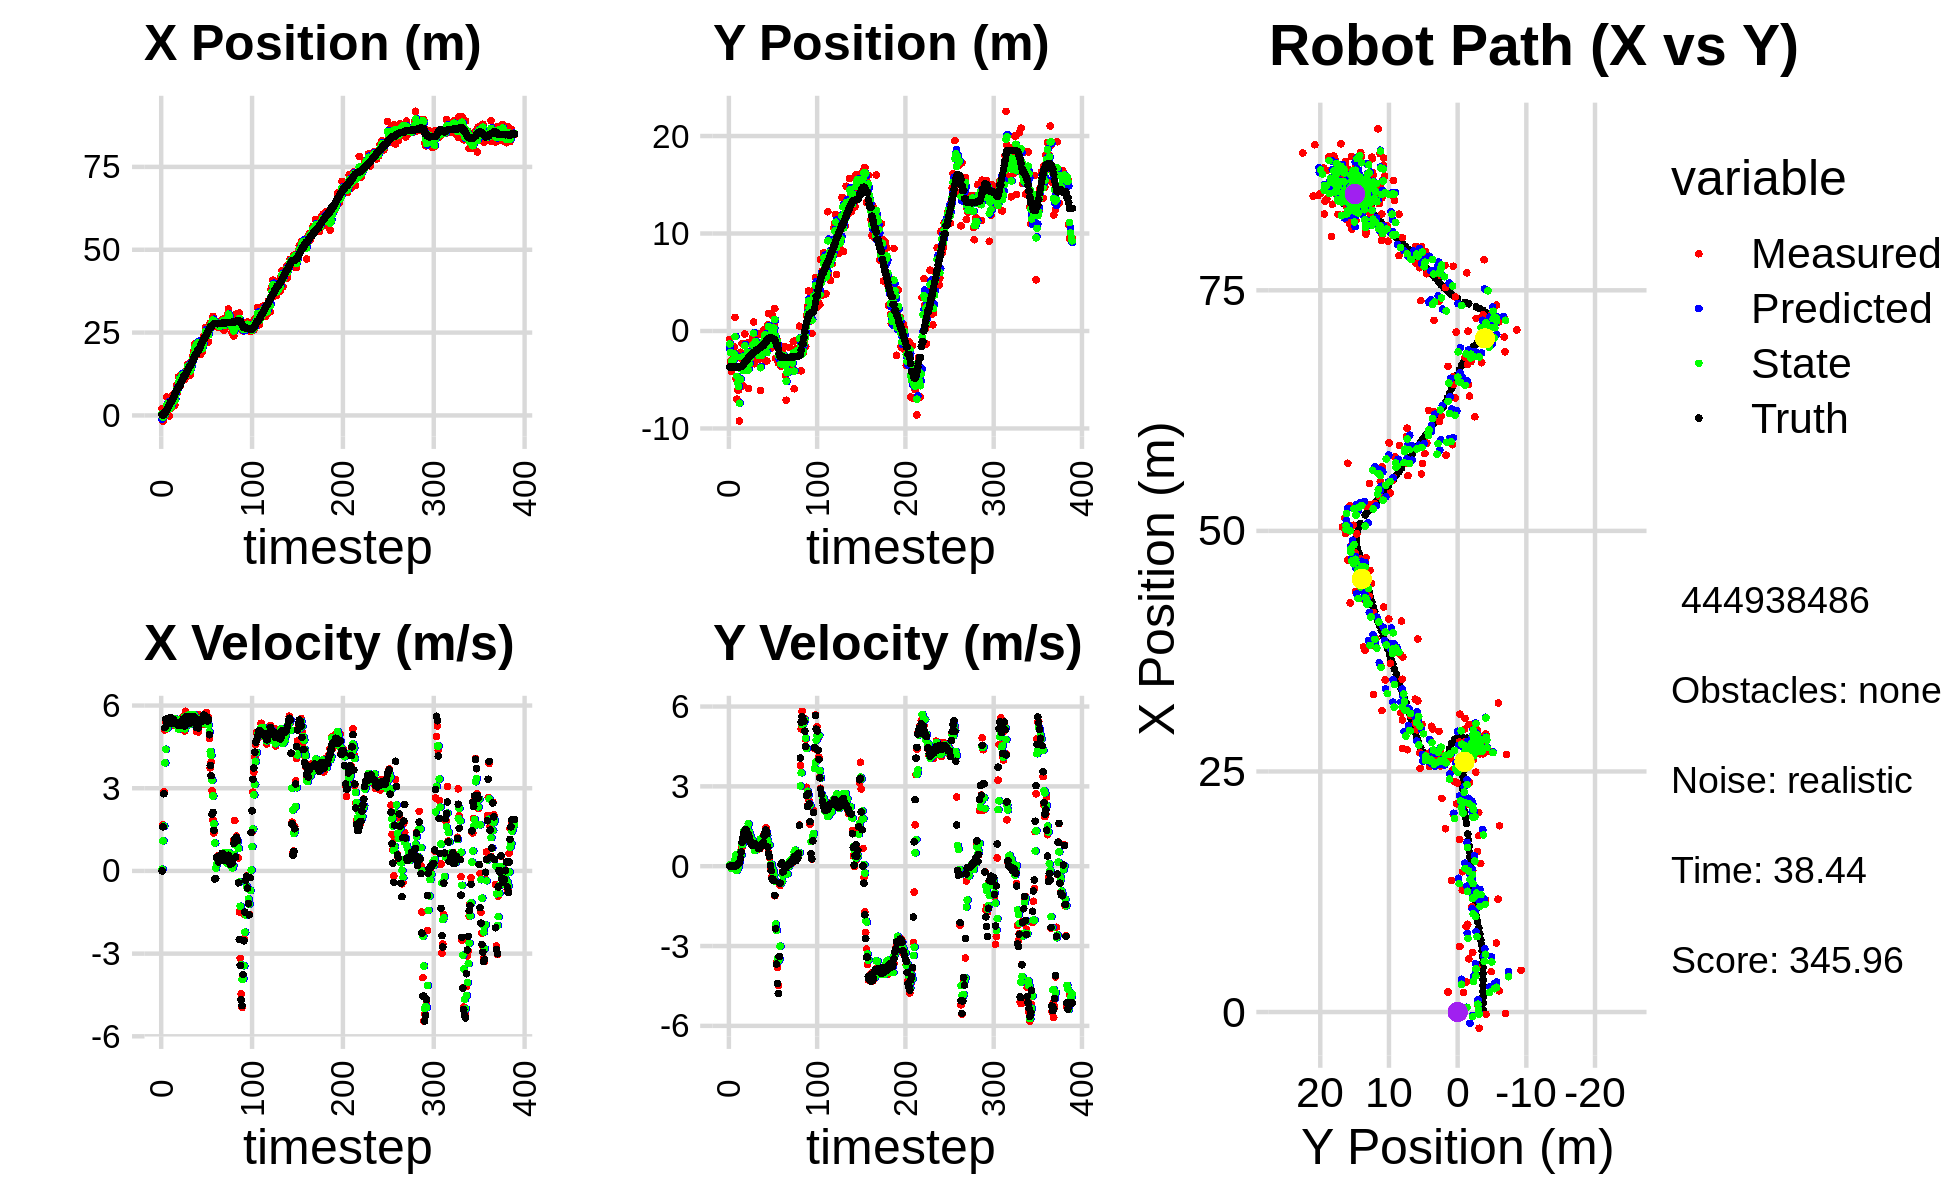 X Position (m)
75
50
25
0
0
100
200
300
400
timestep
Y Position (m)
20
10
0
-10
0
100
200
300
400
timestep
X Velocity (m/s)
6
3
0
-3
-6
0
100
200
300
400
timestep
Y Velocity (m/s)
6
3
0
-3
-6
0
100
200
300
400
timestep
Robot Path (X vs Y)
X Position (m)
75
50
25
0
20 10 0 -10 -20
Y Position (m)
variable
Measured
Predicted
State
Truth
444938486
Obstacles: none
Noise: realistic
Time: 38.44
Score: 345.96